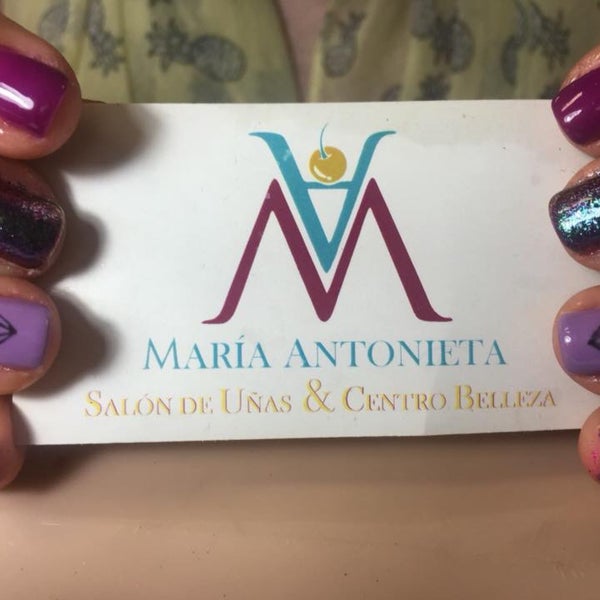 MARÍA ANTONIETA
SALÓN DE UÑAS & CENTRO BELLEZA